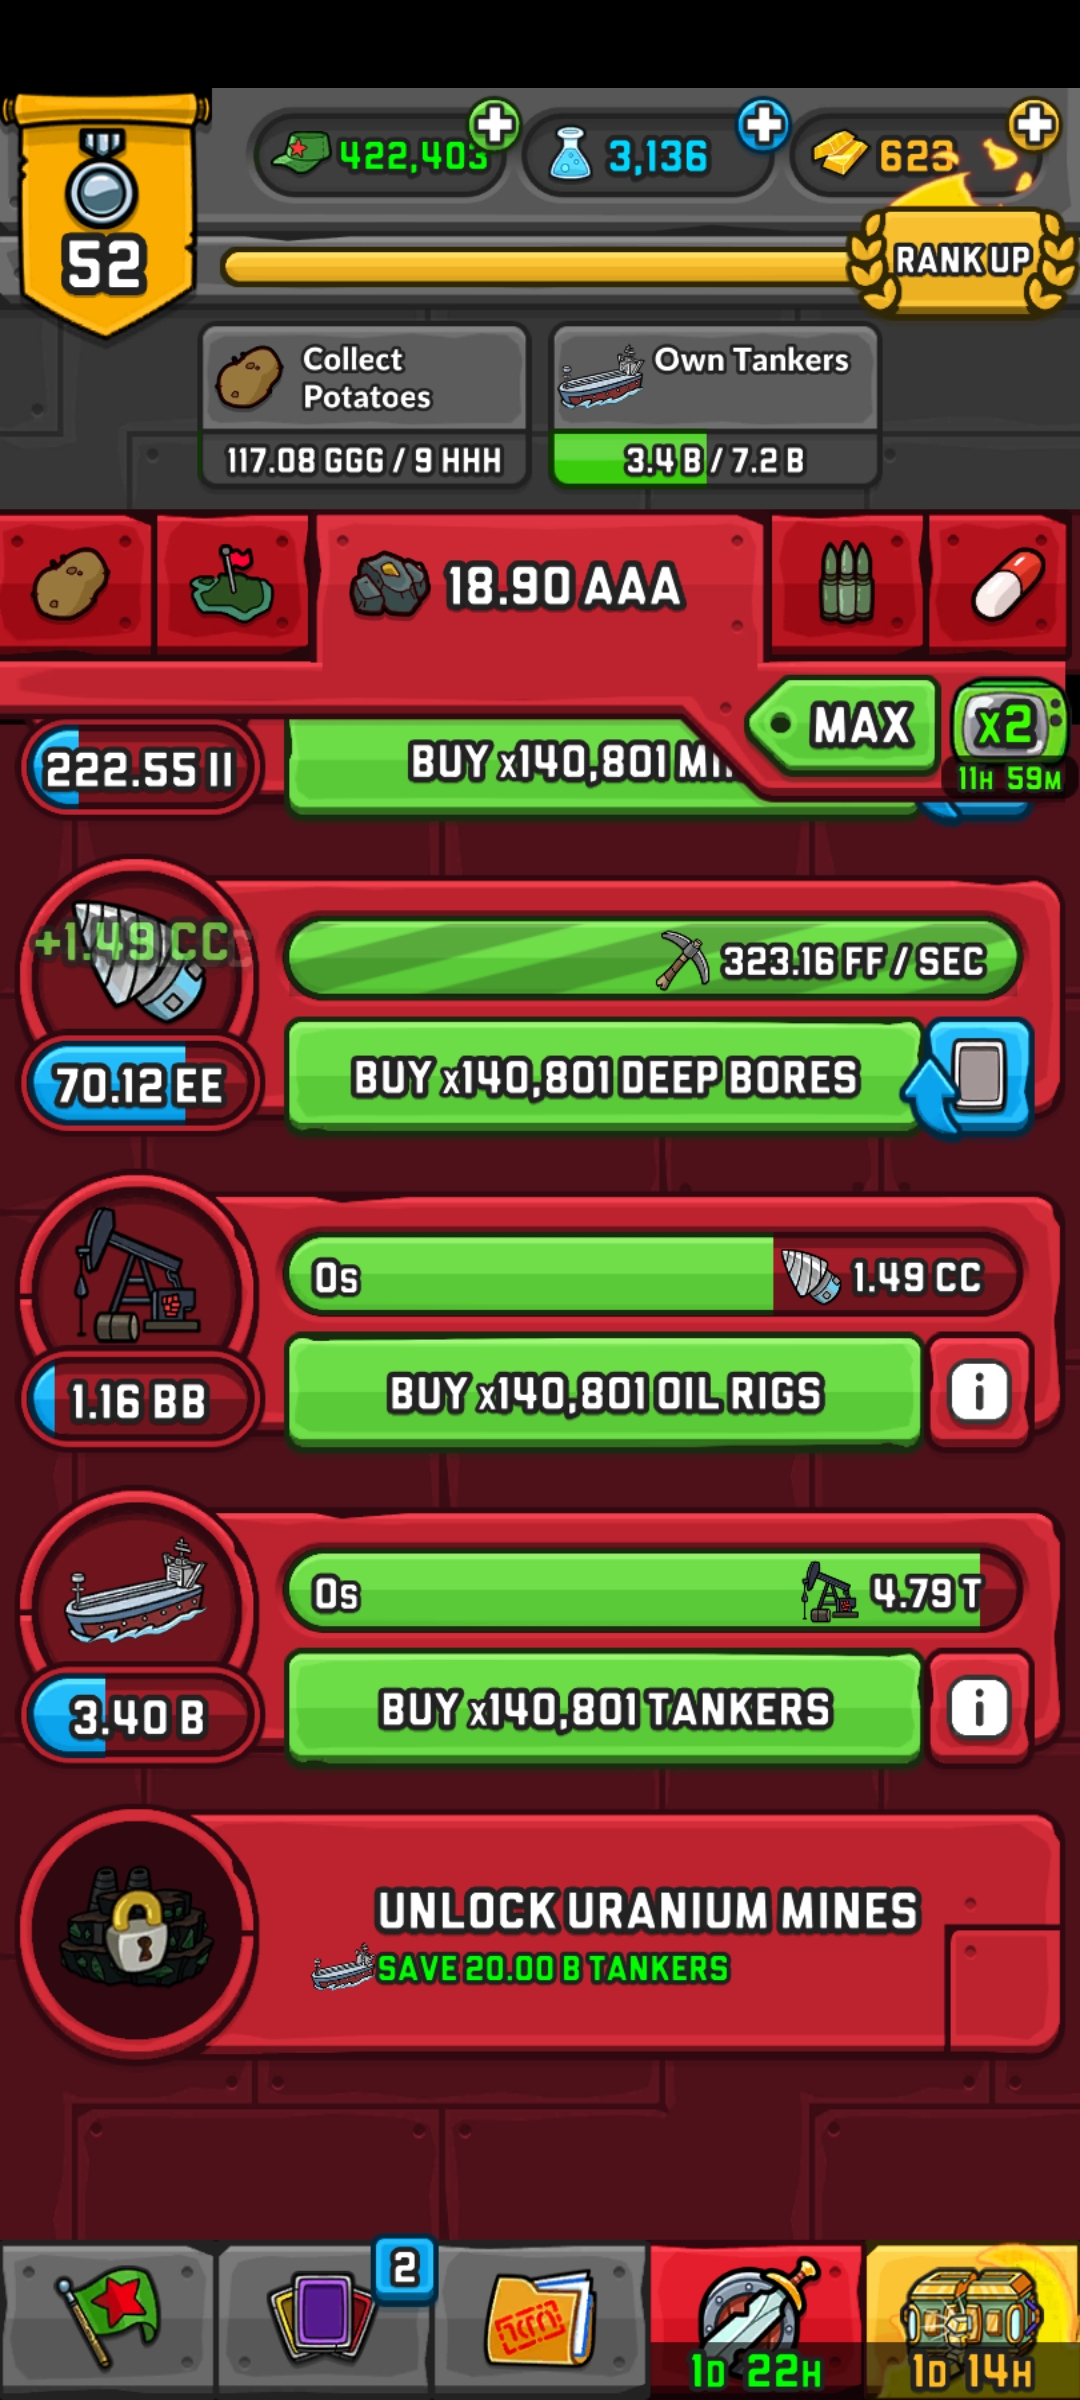 52
422,403
3,136
623
RANK UP
Collect
Potatoes
117.08 GGG / 9 HHH
Own Tankers
3.4 B / 7.2 B
18.90 AAA
MAX
x2
11H 59M
222.55 II
BUY x140,801
+1.49 CC
323.16 FF / SEC
70.12 EE
BUY x140,801 DEEP BORES
0s
1.49 CC
1.16 BB
BUY x140,801 OIL RIGS
i
0s
4.79 T
3.40 B
BUY x140,801 TANKERS
i
UNLOCK URANIUM MINES
SAVE 20.00 B TANKERS
2
1D 22H
1D 14H